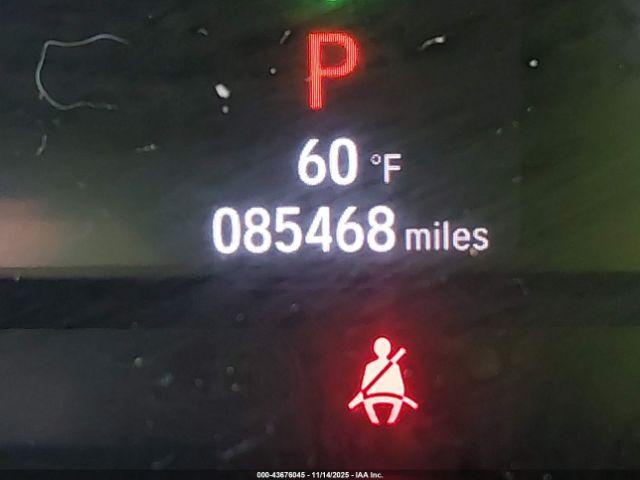 P
60 °F
085468 miles
000-43676045 - 11/14/2025 - IAA Inc.